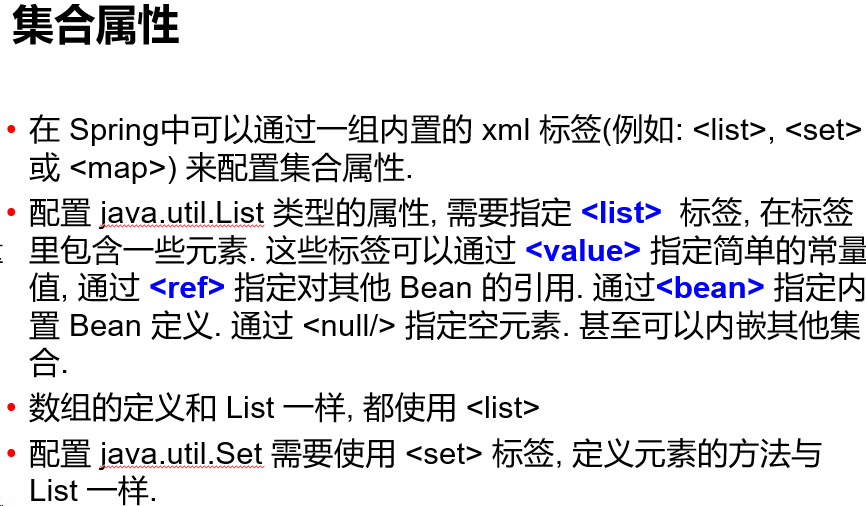 集合属性
• 在 Spring中可以通过一组内置的 xml 标签(例如: <list>, <set>
或 <map>) 来配置集合属性.
• 配置 java.util.List 类型的属性, 需要指定 <list> 标签, 在标签
里包含一些元素. 这些标签可以通过 <value> 指定简单的常量
值, 通过 <ref> 指定对其他 Bean 的引用. 通过<bean> 指定内
置 Bean 定义. 通过 <null/> 指定空元素. 甚至可以内嵌其他集
合.
• 数组的定义和 List 一样, 都使用 <list>
• 配置 java.util.Set 需要使用 <set> 标签, 定义元素的方法与
List 一样.